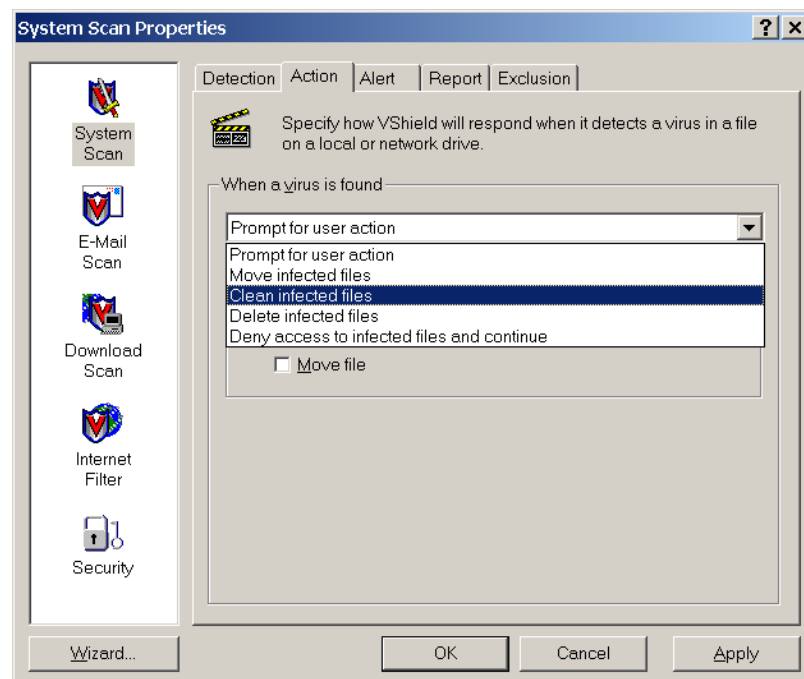 System Scan Properties
System
Scan
E-Mail
Scan
Download
Scan
Internet
Filter
Security
Detection Action Alert Report Exclusion
Specify how VShield will respond when it detects a virus in a file
on a local or network drive.
When a virus is found
Prompt for user action
Prompt for user action
Move infected files
Clean infected files
Delete infected files
Deny access to infected files and continue
Move file
Wizard... OK Cancel Apply